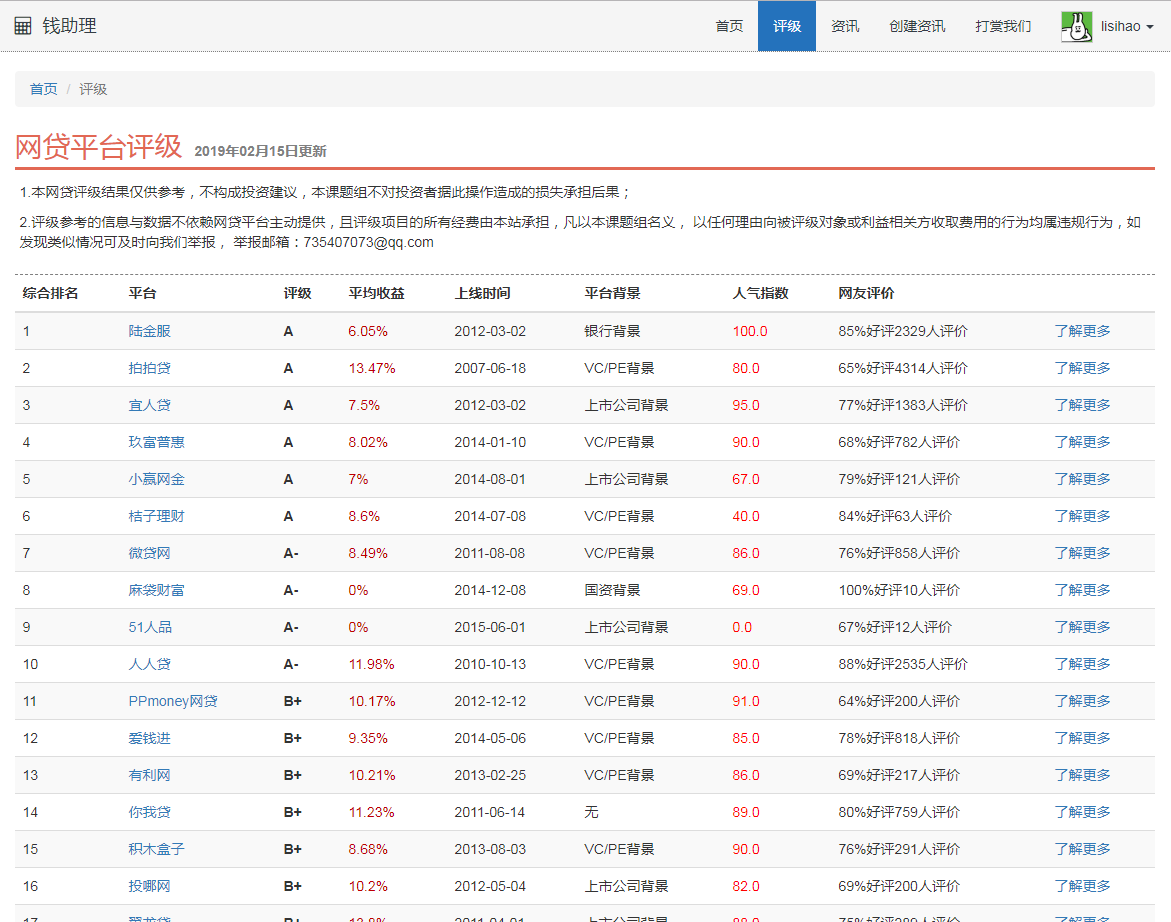 钱助理 首页 评级 资讯 创建资讯 打赏我们 lisihao
首页 / 评级
网贷平台评级 2019年02月15日更新
1.本网贷评级结果仅供参考，不构成投资建议，本课题组不对投资者据此操作造成的损失承担后果；
2.评级参考的信息与数据不依赖网贷平台主动提供，且评级项目的所有经费由本站承担，凡以本课题组名义， 以任何理由向被评级对象或利益相关方收取费用的行为均属违规行为，如
发现类似情况可及时向我们举报， 举报邮箱：735407073@qq.com
综合排名 平台 评级 平均收益 上线时间 平台背景 人气指数 网友评价
1 陆金服 A 6.05% 2012-03-02 银行背景 100.0 85%好评2329人评价 了解更多
2 拍拍贷 A 13.47% 2007-06-18 VC/PE背景 80.0 65%好评4314人评价 了解更多
3 宜人贷 A 7.5% 2012-03-02 上市公司背景 95.0 77%好评1383人评价 了解更多
4 玖富普惠 A 8.02% 2014-01-10 VC/PE背景 90.0 68%好评782人评价 了解更多
5 小赢网金 A 7% 2014-08-01 上市公司背景 67.0 79%好评121人评价 了解更多
6 桔子理财 A 8.6% 2014-07-08 VC/PE背景 40.0 84%好评63人评价 了解更多
7 微贷网 A- 8.49% 2011-08-08 VC/PE背景 86.0 76%好评858人评价 了解更多
8 麻袋财富 A- 0% 2014-12-08 国资背景 69.0 100%好评10人评价 了解更多
9 51人品 A- 0% 2015-06-01 上市公司背景 0.0 67%好评12人评价 了解更多
10 人人贷 A- 11.98% 2010-10-13 VC/PE背景 90.0 88%好评2535人评价 了解更多
11 PPmoney网贷 B+ 10.17% 2012-12-12 VC/PE背景 91.0 64%好评200人评价 了解更多
12 爱钱进 B+ 9.35% 2014-05-06 VC/PE背景 85.0 78%好评818人评价 了解更多
13 有利网 B+ 10.21% 2013-02-25 VC/PE背景 86.0 69%好评217人评价 了解更多
14 你我贷 B+ 11.23% 2011-06-14 无 89.0 80%好评759人评价 了解更多
15 积木盒子 B+ 8.68% 2013-08-03 VC/PE背景 90.0 76%好评291人评价 了解更多
16 投哪网 B+ 10.2% 2012-05-04 上市公司背景 82.0 69%好评200人评价 了解更多